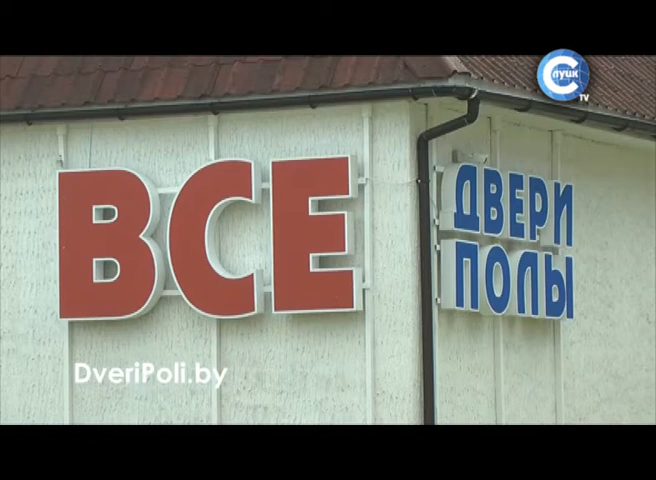 Слуцк
TV
ВСЕ
ДВЕРИ
ПОЛЫ
DveriPoli.by